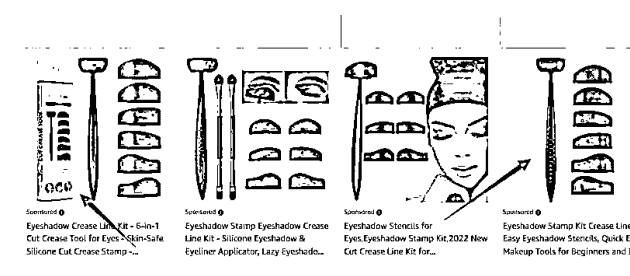 Sponsored
Eyeshadow Crease Line Kit - 6-in-1
Cut Crease Tool for Eyes - Skin-Safe
Silicone Cut Crease Stamp -...
Sponsored
Eyeshadow Stamp Eyeshadow Crease
Line Kit - Silicone Eyeshadow &
Eyeliner Applicator, Lazy Eyeshado...
Sponsored
Eyeshadow Stencils for
Eyes,Eyeshadow Stamp Kit,2022 New
Cut Crease Line Kit for...
Sponsored
Eyeshadow Stamp Kit Crease Line
Easy Eyeshadow Stencils, Quick E
Makeup Tools for Beginners and